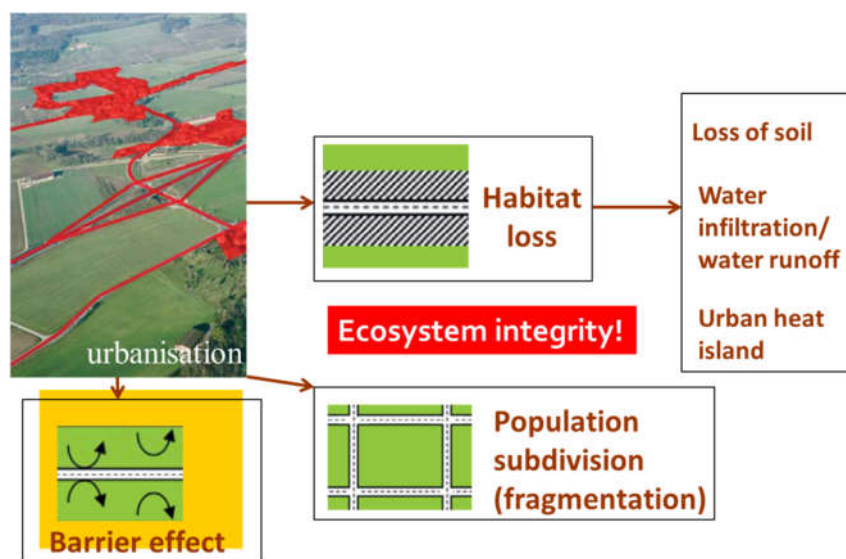 urbanisation
Habitat
loss
Loss of soil
Water
infiltration/
water runoff
Urban heat
island
Ecosystem integrity!
Barrier effect
Population
subdivision
(fragmentation)